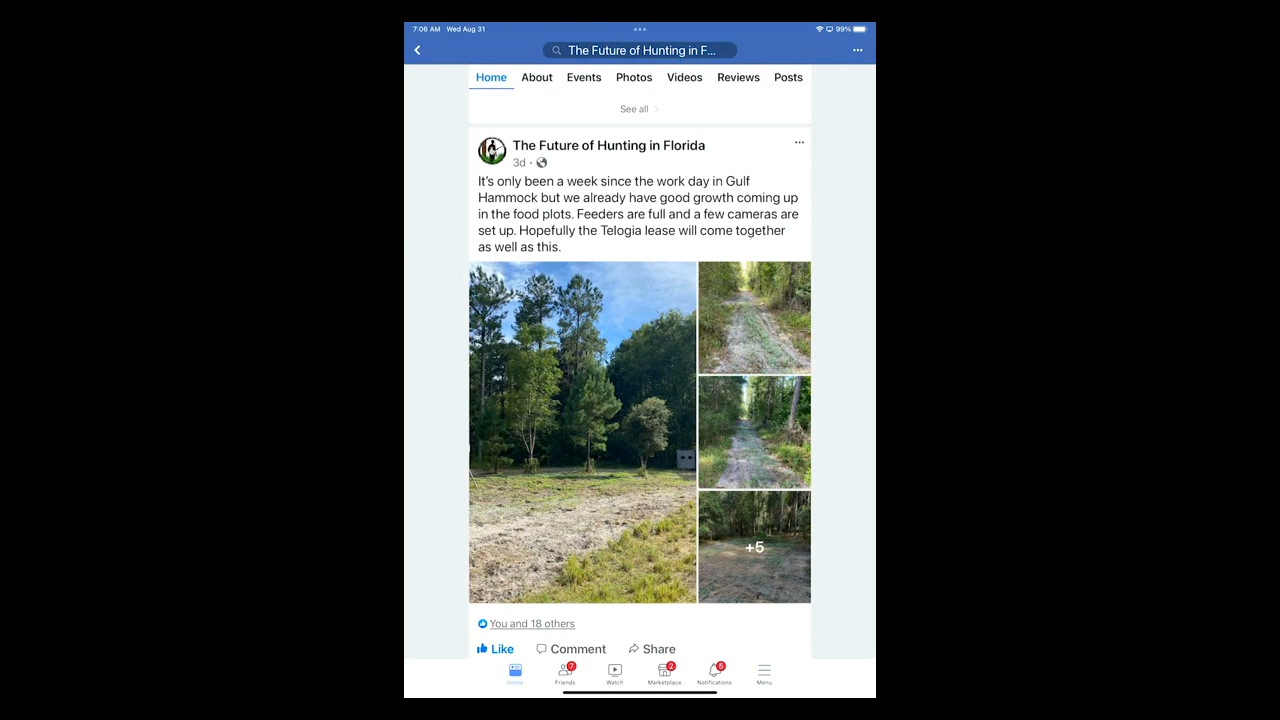 7:06 AM Wed Aug 31
99%
The Future of Hunting in F...
Home About Events Photos Videos Reviews Posts
See all
The Future of Hunting in Florida
3d
It's only been a week since the work day in Gulf
Hammock but we already have good growth coming up
in the food plots. Feeders are full and a few cameras are
set up. Hopefully the Telogia lease will come together
as well as this.
+5
You and 18 others
Like Comment Share
7 2 5
Home Friends Watch Marketplace Notifications Menu